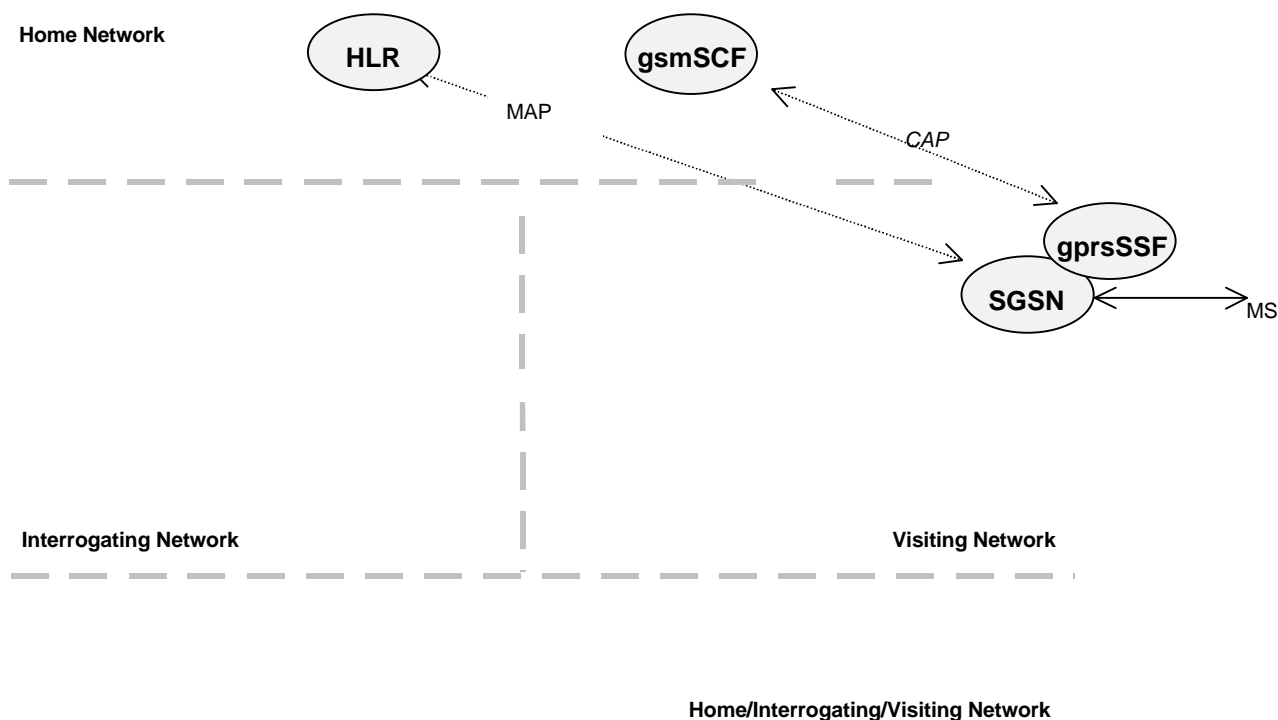 Home Network
HLR
gsmSCF
MAP
CAP
gprsSSF
SGSN
MS
Interrogating Network
Visiting Network
Home/Interrogating/Visiting Network